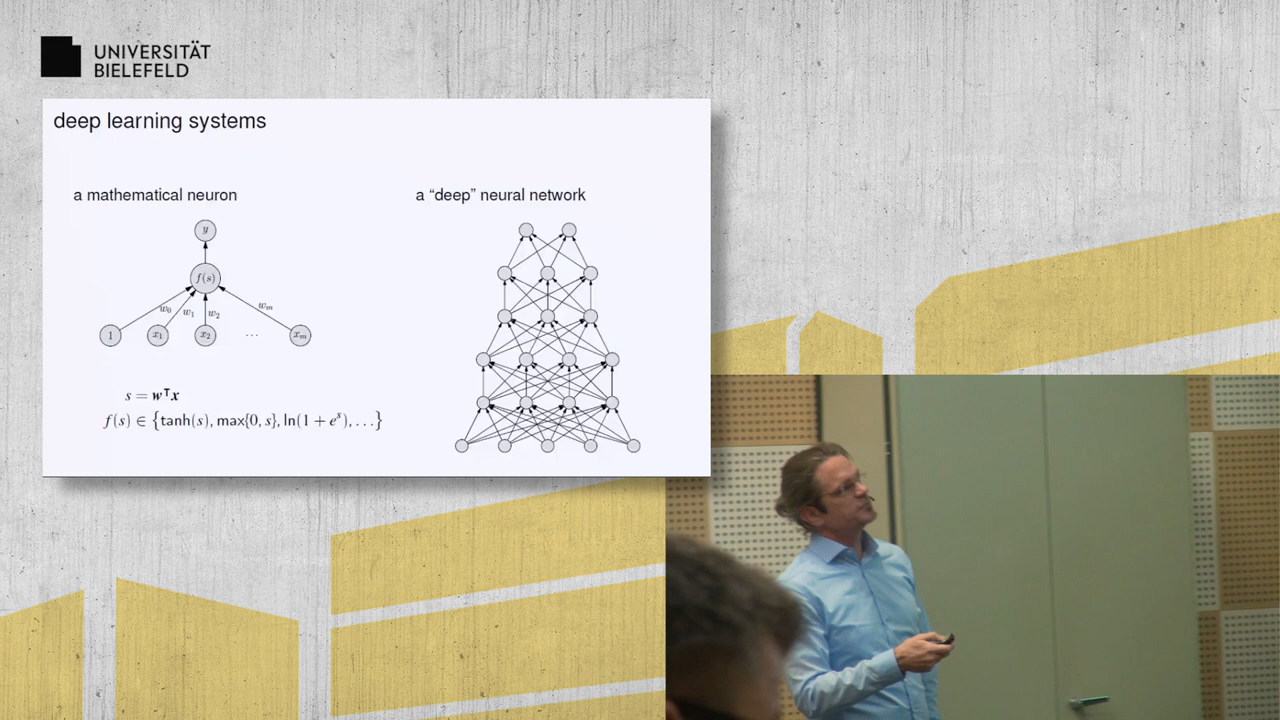 UNIVERSITÄT
BIELEFELD
deep learning systems
a mathematical neuron
a “deep” neural network
y
f(s)
w₀ w₁ w₂ wₘ
1 x₁ x₂ ... xₘ
s = wᵀx
f(s) ∈ {tanh(s), max{0, s}, ln(1 + eˢ), ...}